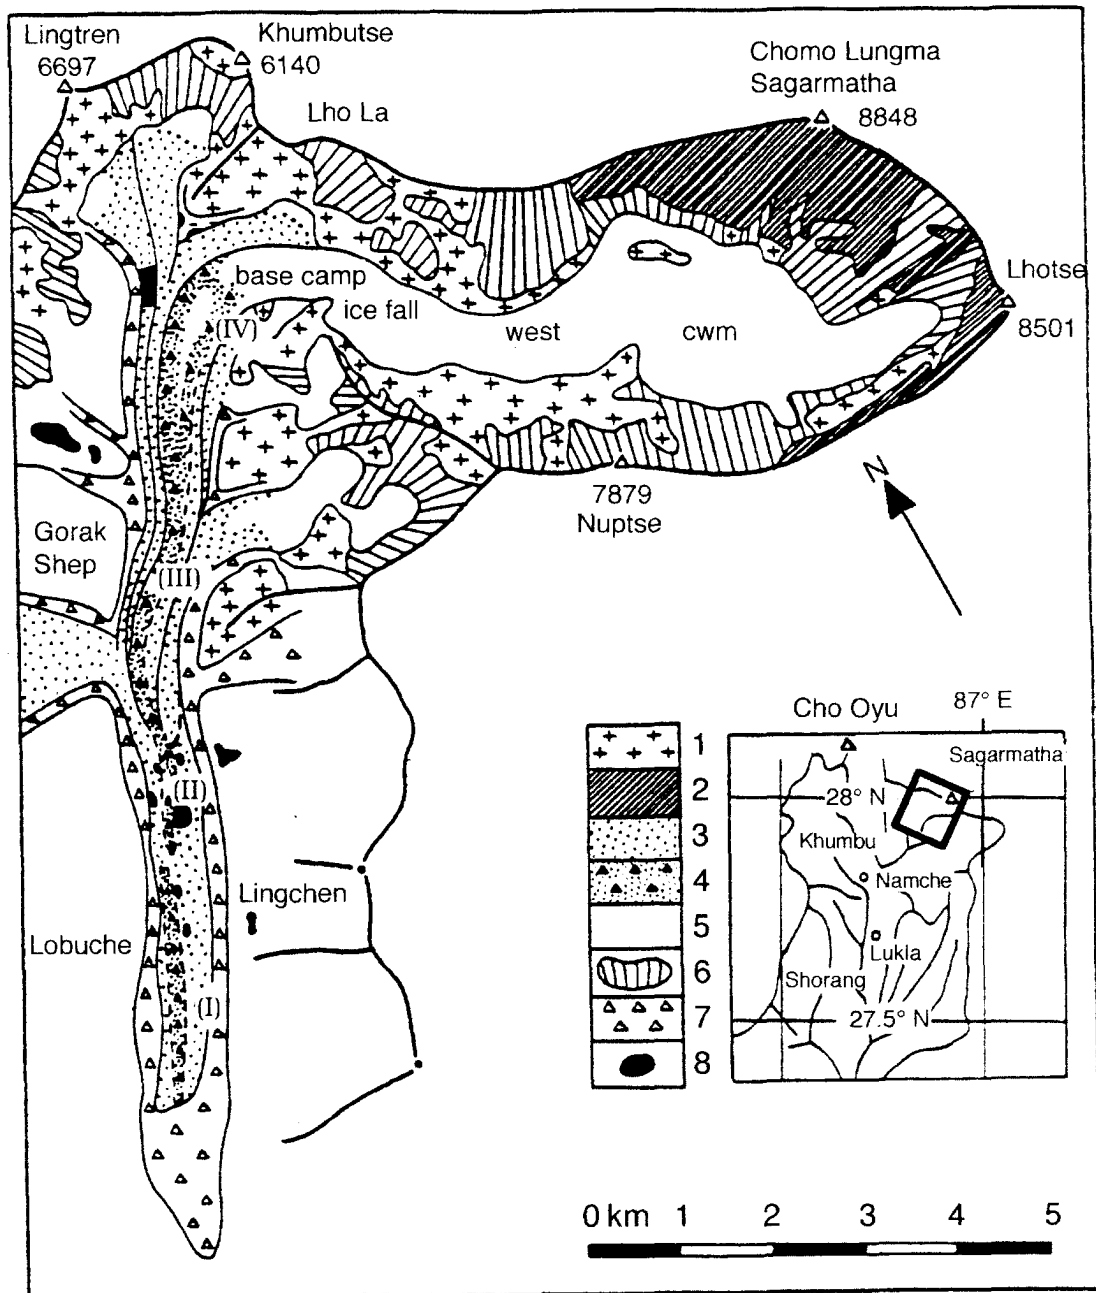 Lingtren
6697
Khumbutse
6140
Lho La
Chomo Lungma
Sagarmatha
8848
Lhotse
8501
base camp
ice fall
west
cwm
(IV)
7879
Nuptse
N
Gorak
Shep
(III)
(II)
Lingchen
Lobuche
(I)
1
2
3
4
5
6
7
8
Cho Oyu
87° E
Sagarmatha
28° N
Khumbu
Namche
Lukla
Shorang
27.5° N
0 km 1 2 3 4 5